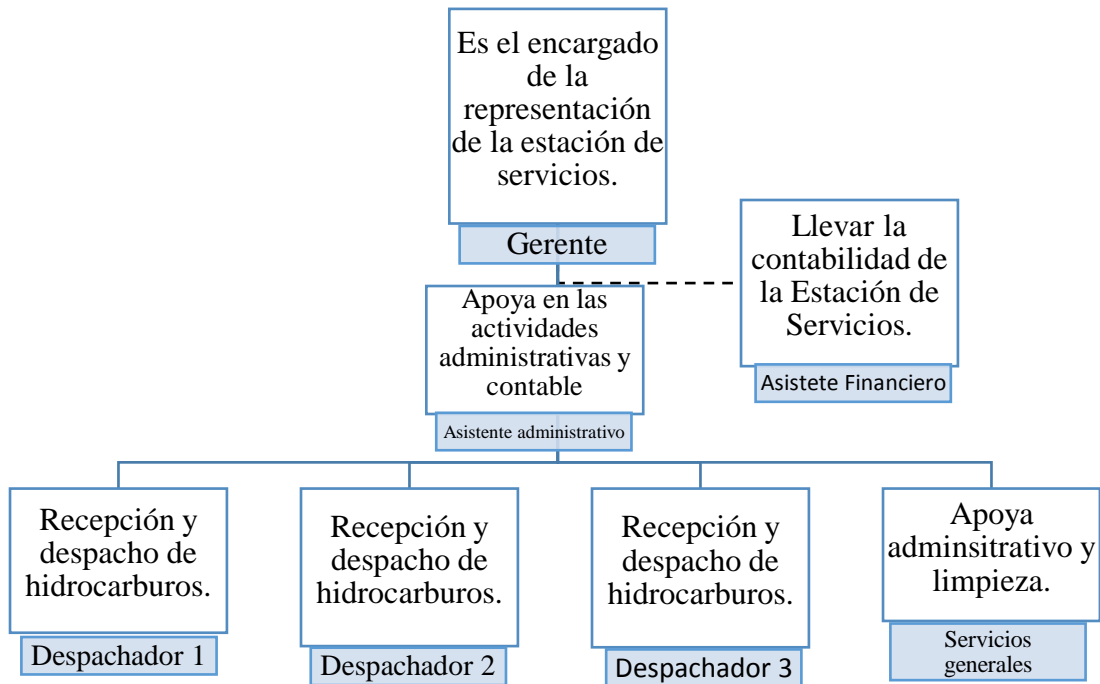 Es el encargado
de la
representación
de la estación de
servicios.
Gerente
Llevar la
contabilidad de
la Estación de
Servicios.
Asistete Financiero
Apoya en las
actividades
administrativas y
contable
Asistente administrativo
Recepción y
despacho de
hidrocarburos.
Despachador 1
Recepción y
despacho de
hidrocarburos.
Despachador 2
Recepción y
despacho de
hidrocarburos.
Despachador 3
Apoya
adminsitrativo y
limpieza.
Servicios
generales